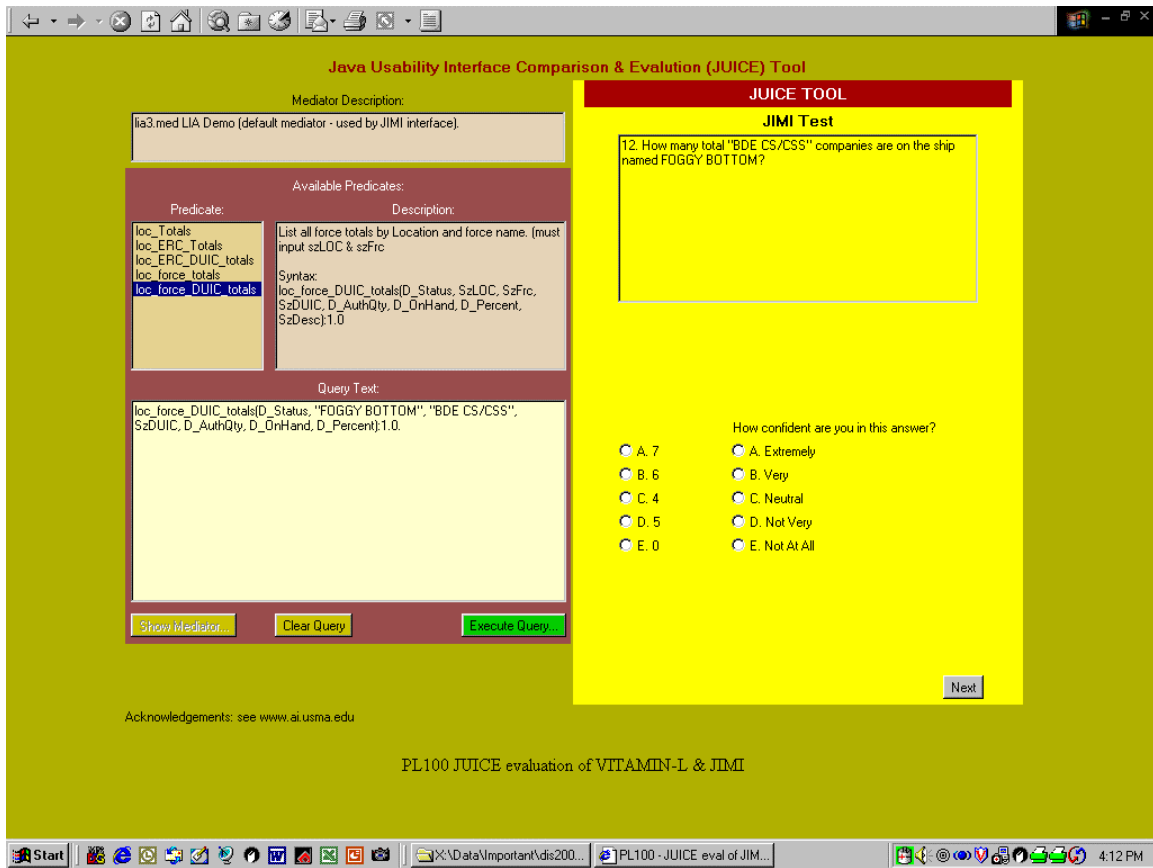 Java Usability Interface Comparison & Evalution (JUICE) Tool
Mediator Description:
lia3.med LIA Demo (default mediator - used by JIMI interface).
Available Predicates:
Predicate:
Description:
loc_Totals
loc_ERC_Totals
loc_ERC_DUIC_totals
loc_force_totals
loc_force_DUIC_totals
List all force totals by Location and force name. (must
input szLOC & szFrc
Syntax:
loc_force_DUIC_totals(D_Status, SzLOC, SzFrc,
SzDUIC, D_AuthQty, D_OnHand, D_Percent,
SzDesc):1.0
Query Text:
loc_force_DUIC_totals(D_Status, "FOGGY BOTTOM", "BDE CS/CSS",
SzDUIC, D_AuthQty, D_OnHand, D_Percent):1.0.
Show Mediator...
Clear Query
Execute Query...
JUICE TOOL
JIMI Test
12. How many total "BDE CS/CSS" companies are on the ship
named FOGGY BOTTOM?
How confident are you in this answer?
A. 7
A. Extremely
B. 6
B. Very
C. 4
C. Neutral
D. 5
D. Not Very
E. 0
E. Not At All
Next
Acknowledgements: see www.ai.usma.edu
PL100 JUICE evaluation of VITAMIN-L & JIMI
Start
X:\Data\Important\dis200...
PL100 - JUICE eval of JIM...
4:12 PM